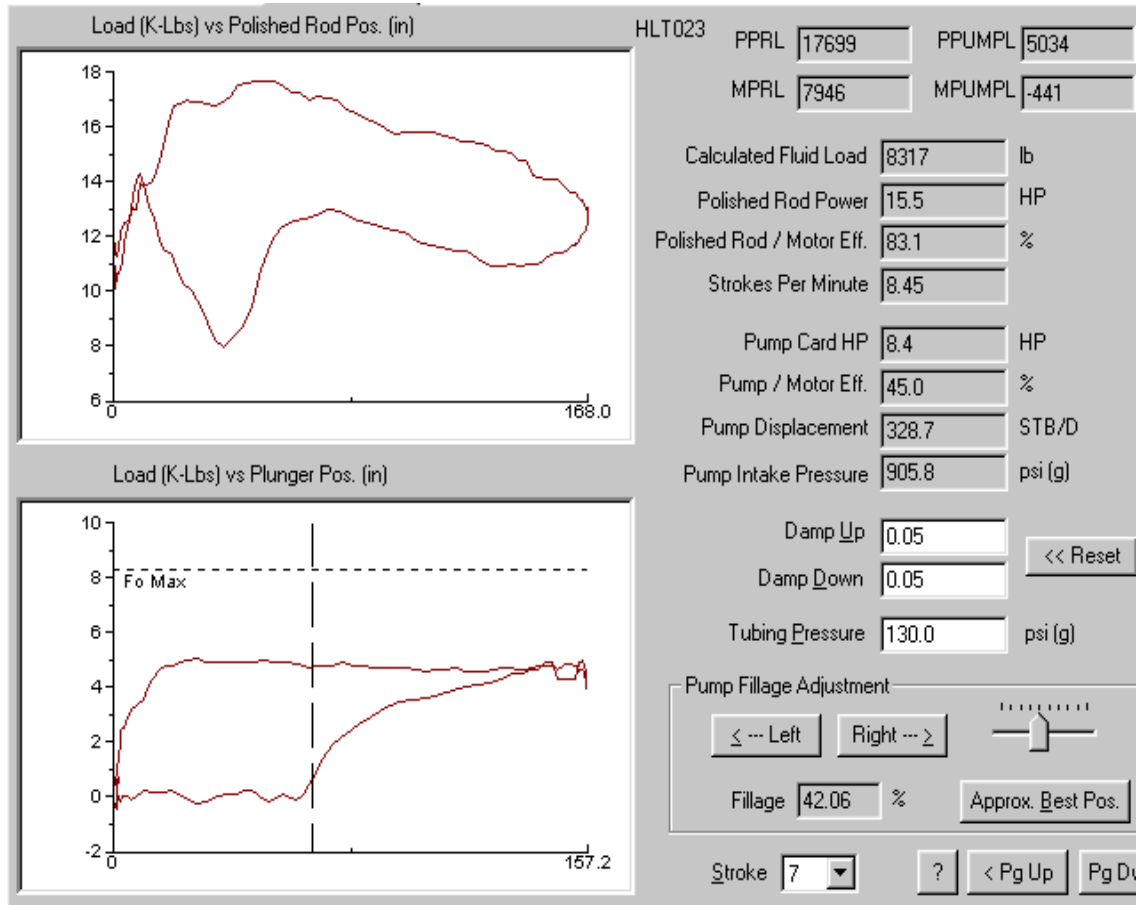 Load (K-Lbs) vs Polished Rod Pos. (in)
HLT023
PPRL 17699 PPUMPL 5034
MPRL 7946 MPUMPL -441
18
16
14
12
10
8
6
0 168.0
Calculated Fluid Load 8317 lb
Polished Rod Power 15.5 HP
Polished Rod / Motor Eff. 83.1 %
Strokes Per Minute 8.45
Pump Card HP 8.4 HP
Pump / Motor Eff. 45.0 %
Pump Displacement 328.7 STB/D
Pump Intake Pressure 905.8 psi (g)
Load (K-Lbs) vs Plunger Pos. (in)
10
8
Fo Max
6
4
2
0
-2
0 157.2
Damp Up 0.05
<< Reset
Damp Down 0.05
Tubing Pressure 130.0 psi (g)
Pump Fillage Adjustment
< --- Left Right --- >
Fillage 42.06 % Approx. Best Pos.
Stroke 7 ? < Pg Up Pg Dv